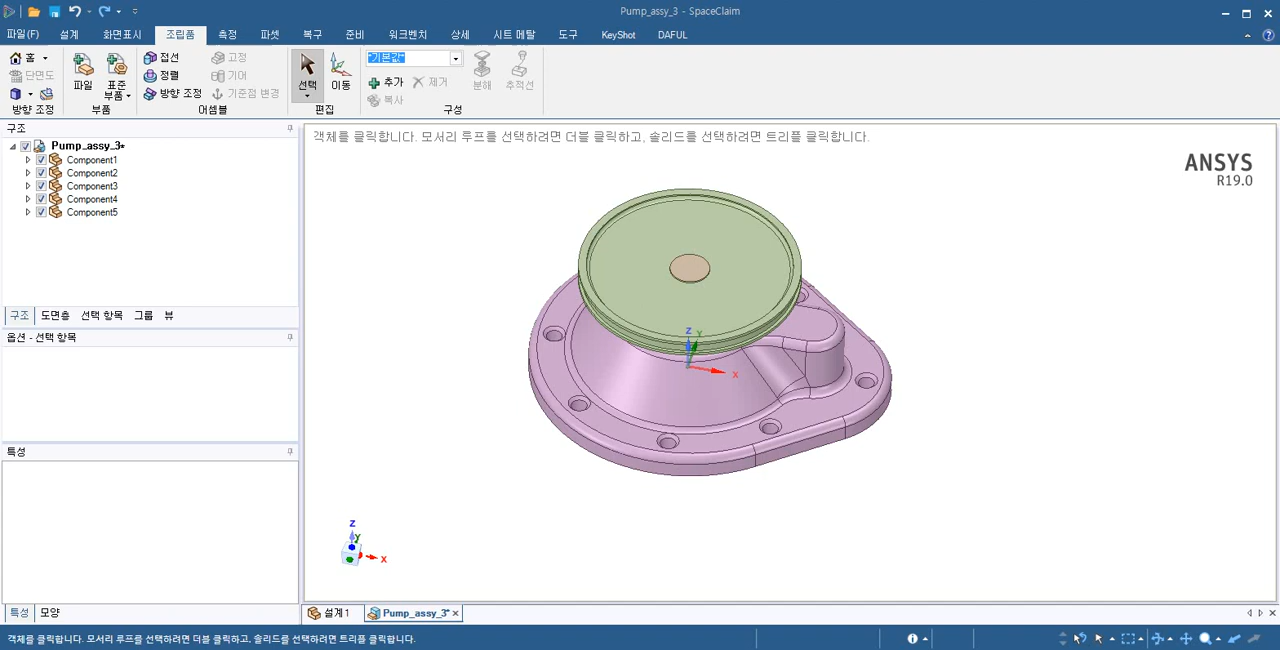 Pump_assy_3 - SpaceClaim
파일(F) 설계 화면표시 조립품 측정 파셋 복구 준비 워크벤치 상세 시트 메탈 도구 KeyShot DAFUL
홈 접선 고정 "기본값"
단면도 정렬 기어 추가 제거
방향 조정 기준점 변경 복사
파일 표준 부품 선택 이동 분해 추적선
방향 조정 부품 어셈블 편집 구성
구조
Pump_assy_3*
Component1
Component2
Component3
Component4
Component5
구조 도면층 선택 항목 그룹 뷰
옵션 - 선택 항목
특성
특성 모양
객체를 클릭합니다. 모서리 루프를 선택하려면 더블 클릭하고, 솔리드를 선택하려면 트리플 클릭합니다.
ANSYS
R19.0
Z Y
X
Z
Y
X
설계1 Pump_assy_3*
객체를 클릭합니다. 모서리 루프를 선택하려면 더블 클릭하고, 솔리드를 선택하려면 트리플 클릭합니다.